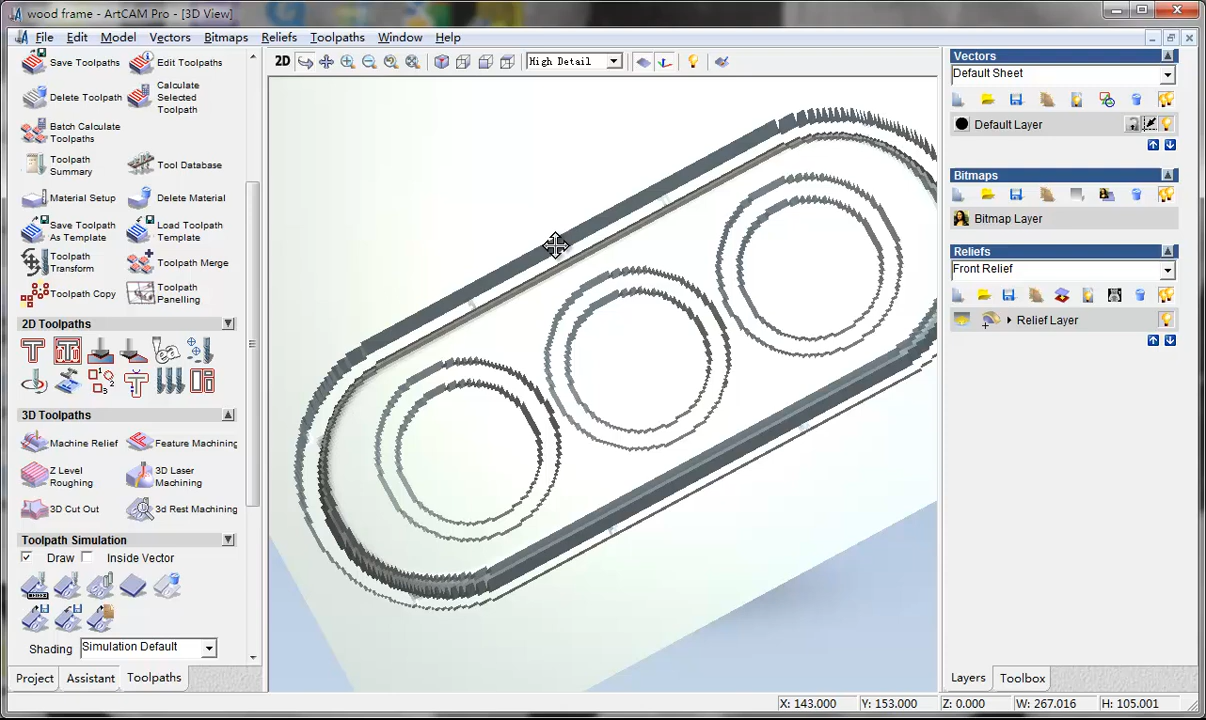 wood frame - ArtCAM Pro - [3D View]
File Edit Model Vectors Bitmaps Reliefs Toolpaths Window Help
Save Toolpaths
Edit Toolpaths
Delete Toolpath
Calculate
Selected
Toolpath
Batch Calculate
Toolpaths
Toolpath
Summary
Tool Database
Material Setup
Delete Material
Save Toolpath
As Template
Load Toolpath
Template
Toolpath
Transform
Toolpath Merge
Toolpath Copy
Toolpath
Panelling
2D Toolpaths
3D Toolpaths
Machine Relief
Feature Machining
Z Level
Roughing
3D Laser
Machining
3D Cut Out
3d Rest Machining
Toolpath Simulation
Draw
Inside Vector
Shading
Simulation Default
Project
Assistant
Toolpaths
2D
High Detail
Vectors
Default Sheet
Default Layer
Bitmaps
Bitmap Layer
Reliefs
Front Relief
Relief Layer
Layers
Toolbox
X: 143.000
Y: 153.000
Z: 0.000
W: 267.016
H: 105.001